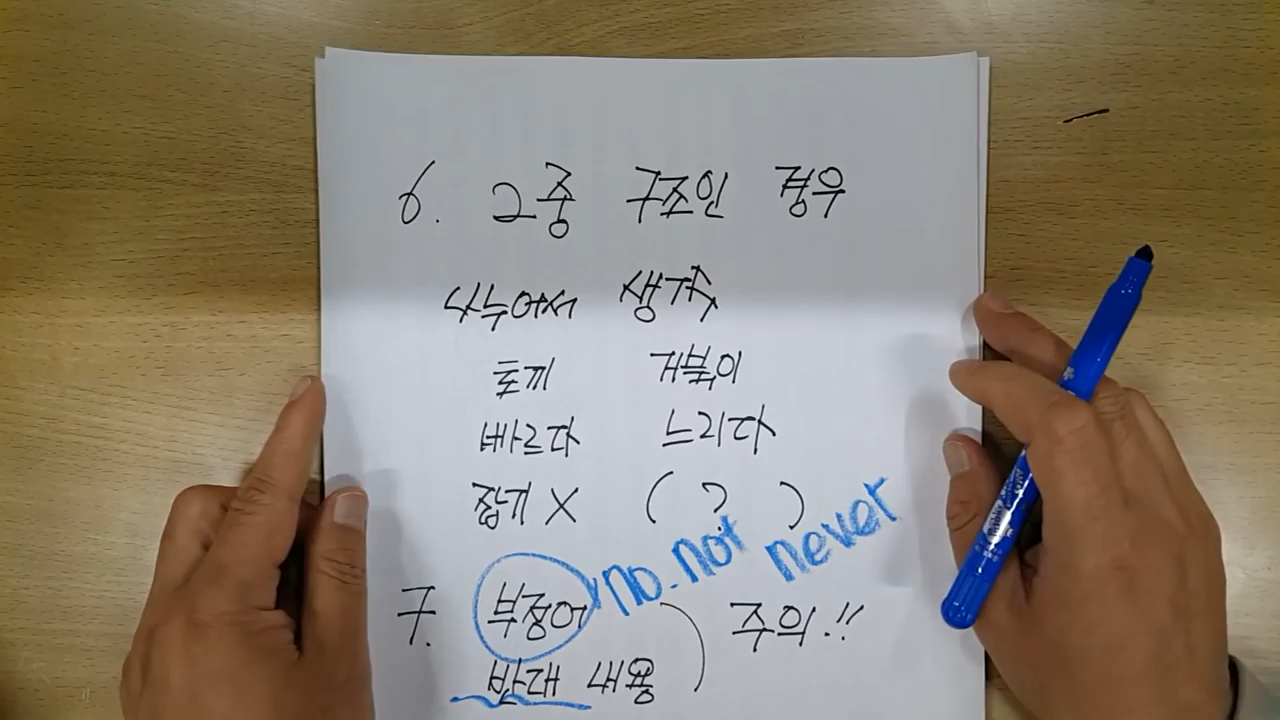 6. 2중 구조인 경우
나누어서 생각
토끼 거북이
빠르다 느리다
잡기 X ( ? )
no. not never
7. 부정어 주의!!
반대 내용